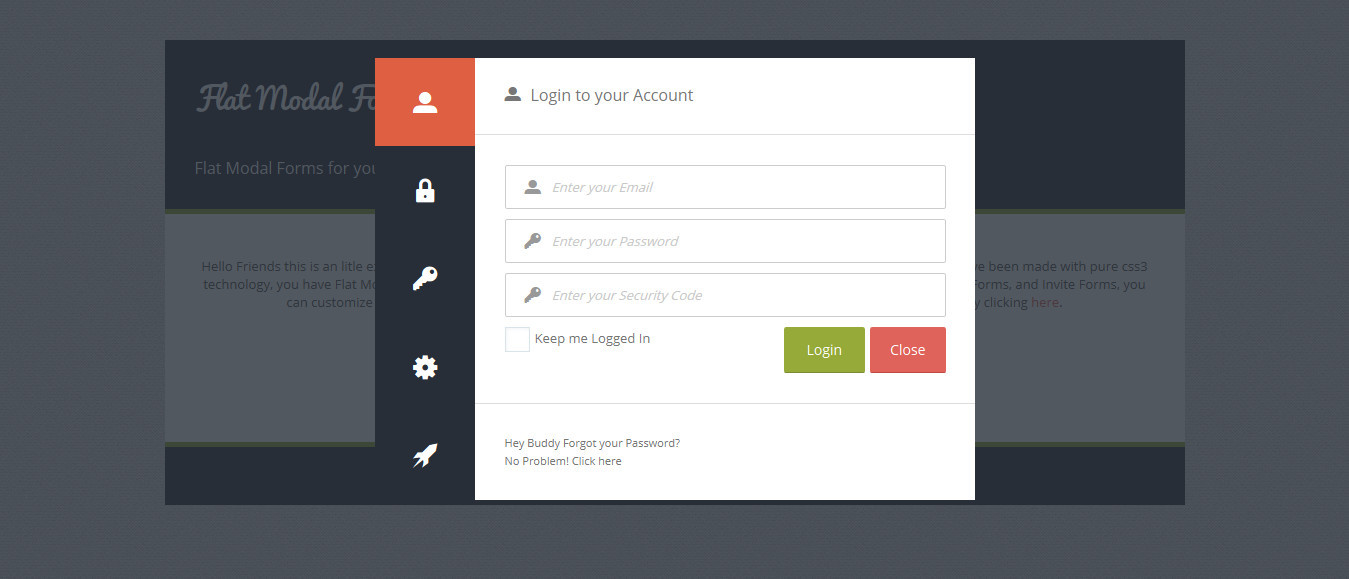 Flat Modal Fo
Flat Modal Forms for you
Login to your Account
Enter your Email
Enter your Password
Enter your Security Code
Keep me Logged In
Login
Close
Hey Buddy Forgot your Password?
No Problem! Click here
Hello Friends this is an litle e
technology, you have Flat Mo
can customize
ve been made with pure css3
Forms, and Invite Forms, you
y clicking here.